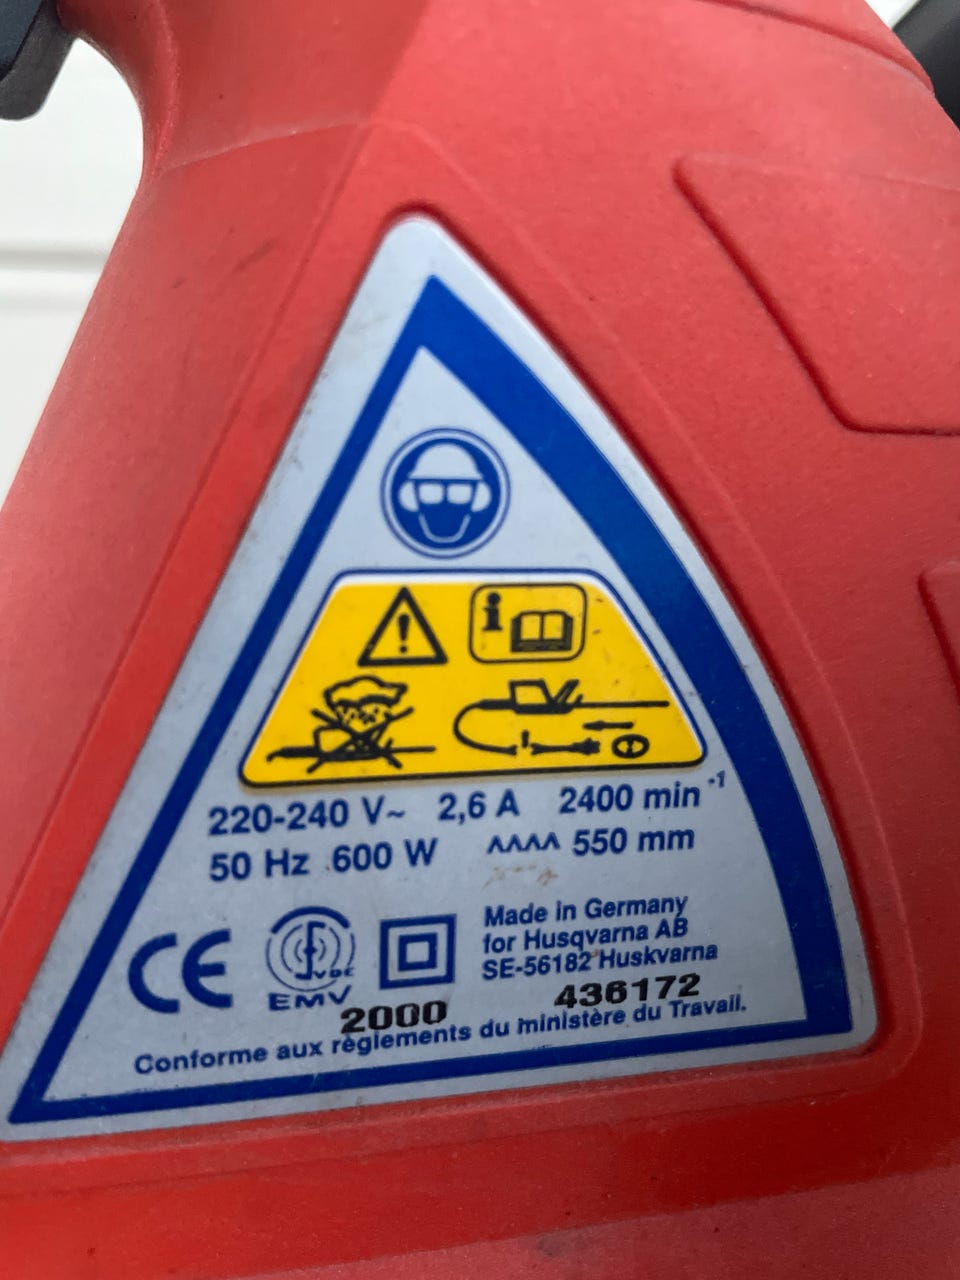 220-240 V~ 2,6 A 2400 min⁻¹
50 Hz 600 W 550 mm
Made in Germany
for Husqvarna AB
SE-56182 Huskvarna
CE
VDE
EMV
2000 436172
Conforme aux règlements du ministère du Travail.